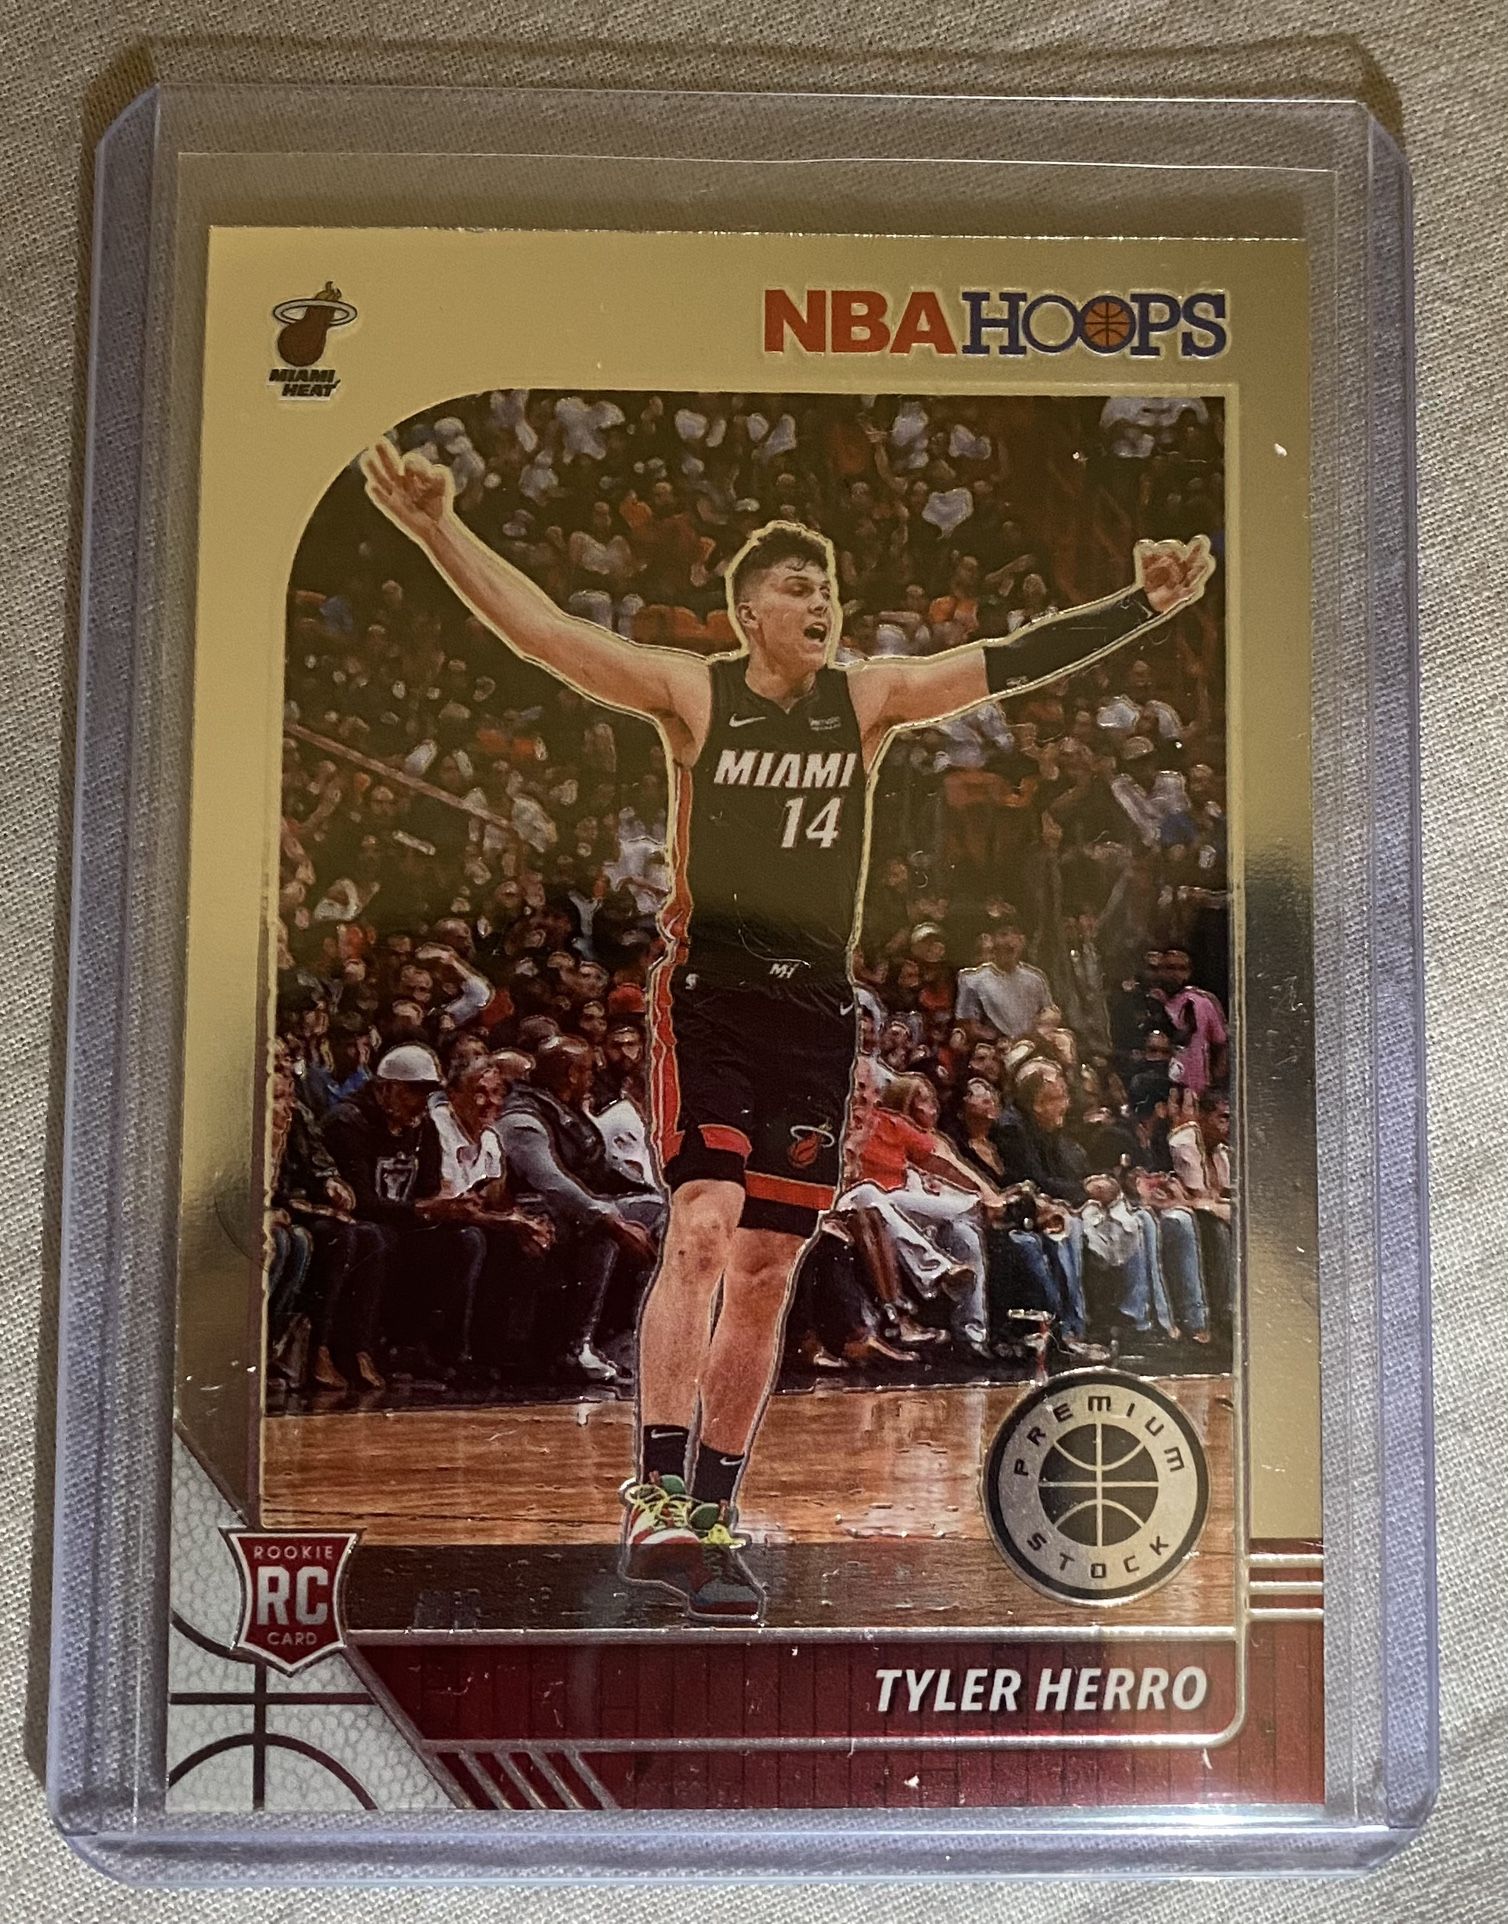 MIAMI
HEAT
NBA HOOPS
MIAMI
14
PREMIUM
STOCK
ROOKIE
RC
CARD
TYLER HERRO